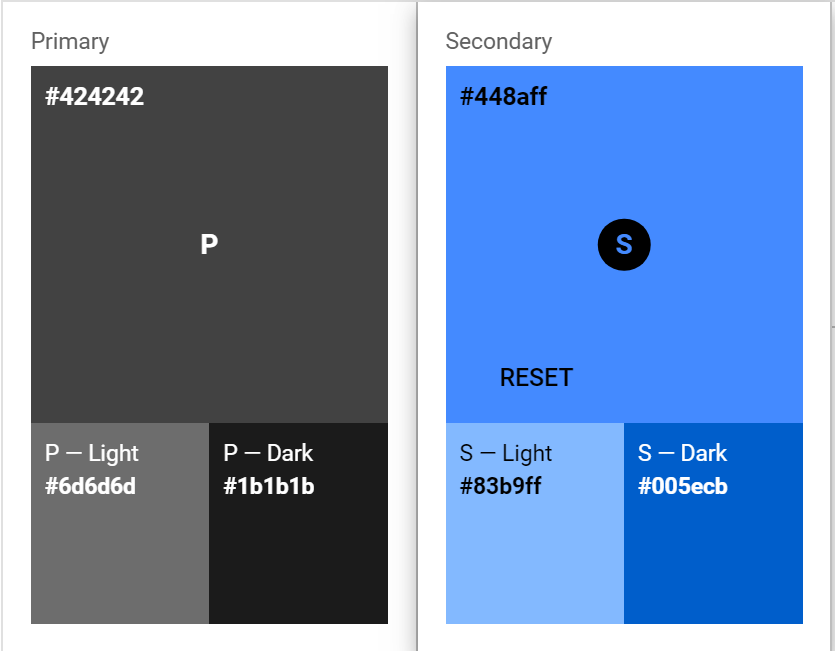 Primary
#424242
P
P — Light
#6d6d6d
P — Dark
#1b1b1b
Secondary
#448aff
S
RESET
S — Light
#83b9ff
S — Dark
#005ecb